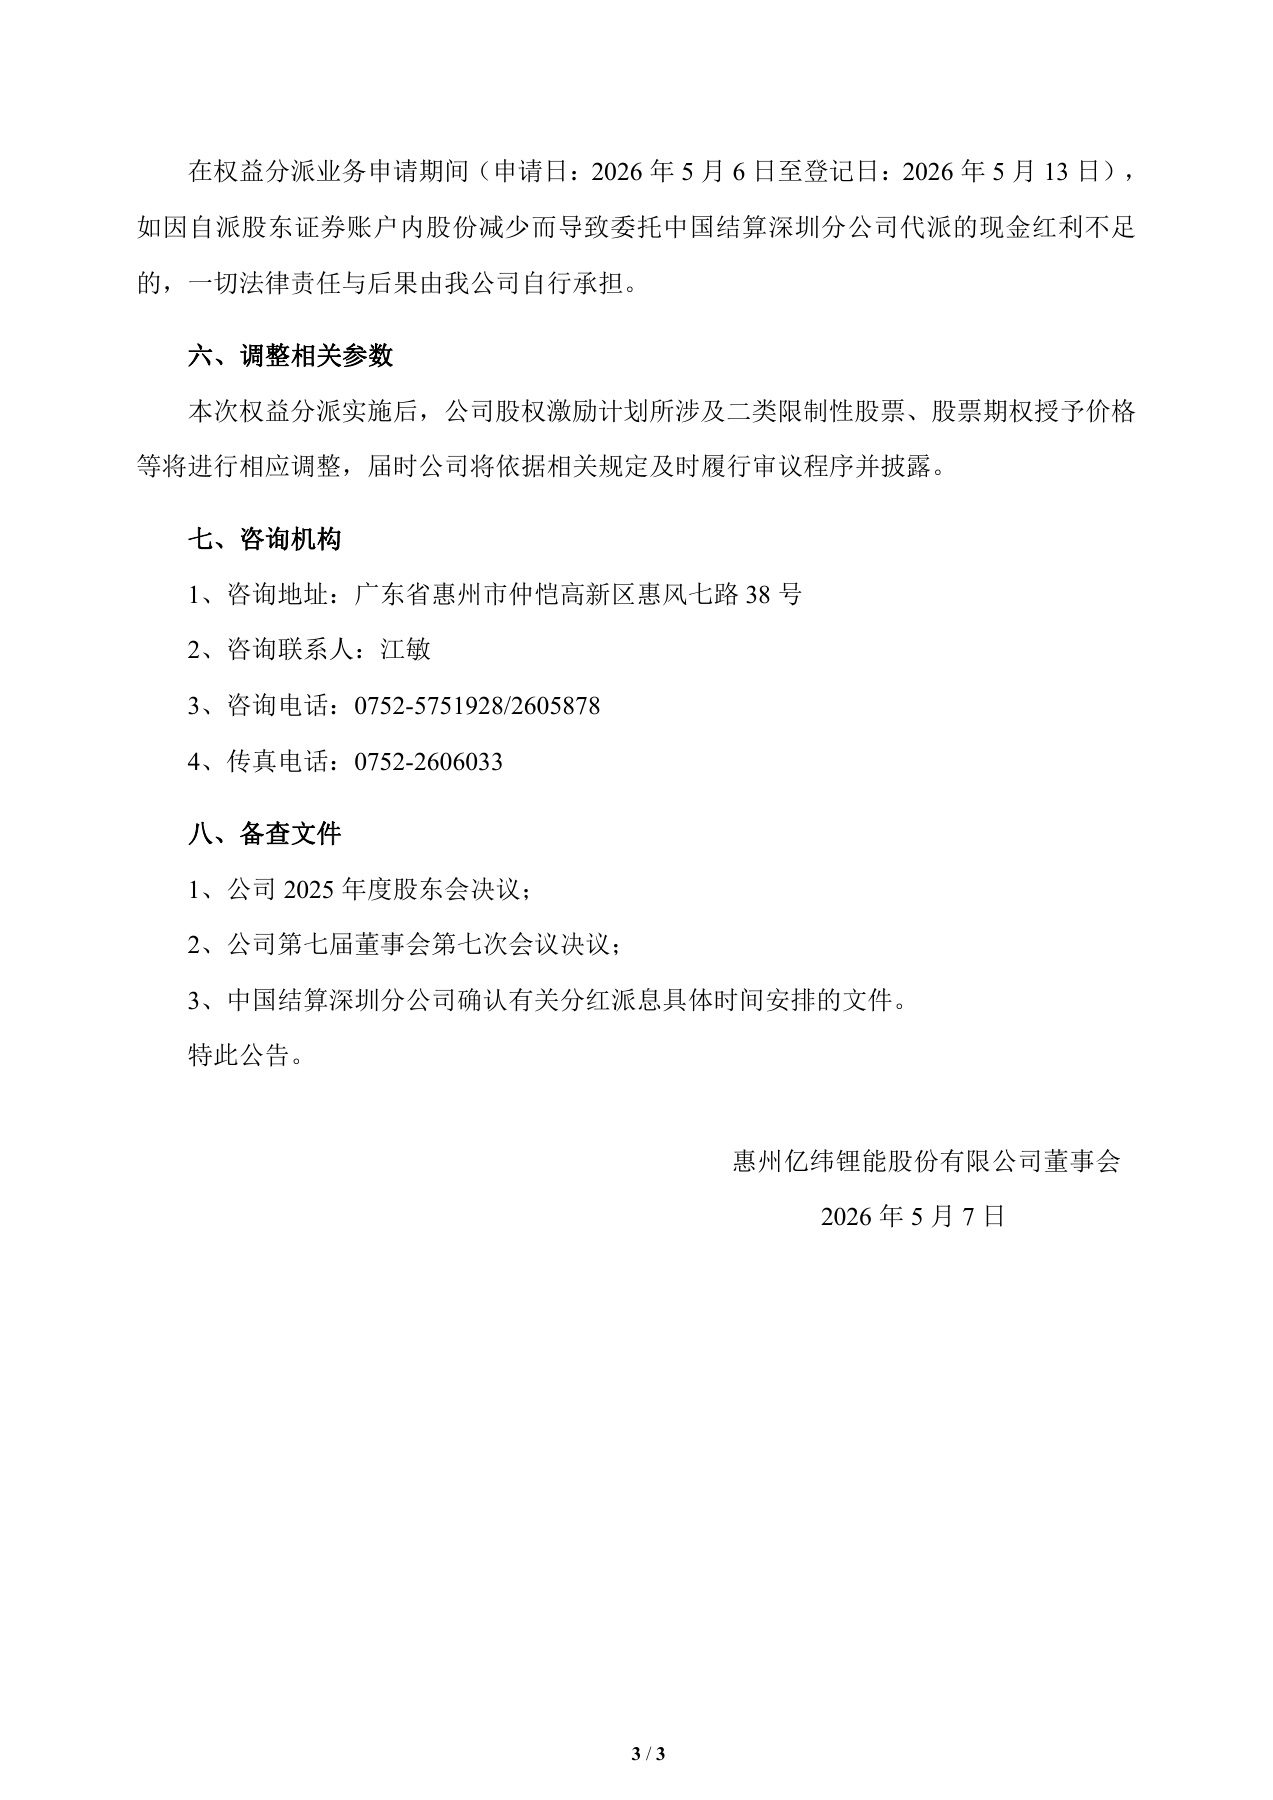 在权益分派业务申请期间（申请日：2026 年 5 月 6 日至登记日：2026 年 5 月 13 日），
如因自派股东证券账户内股份减少而导致委托中国结算深圳分公司代派的现金红利不足
的，一切法律责任与后果由我公司自行承担。
六、调整相关参数
本次权益分派实施后，公司股权激励计划所涉及二类限制性股票、股票期权授予价格
等将进行相应调整，届时公司将依据相关规定及时履行审议程序并披露。
七、咨询机构
1、咨询地址：广东省惠州市仲恺高新区惠风七路 38 号
2、咨询联系人：江敏
3、咨询电话：0752-5751928/2605878
4、传真电话：0752-2606033
八、备查文件
1、公司 2025 年度股东会决议；
2、公司第七届董事会第七次会议决议；
3、中国结算深圳分公司确认有关分红派息具体时间安排的文件。
特此公告。
惠州亿纬锂能股份有限公司董事会
2026 年 5 月 7 日
3 / 3